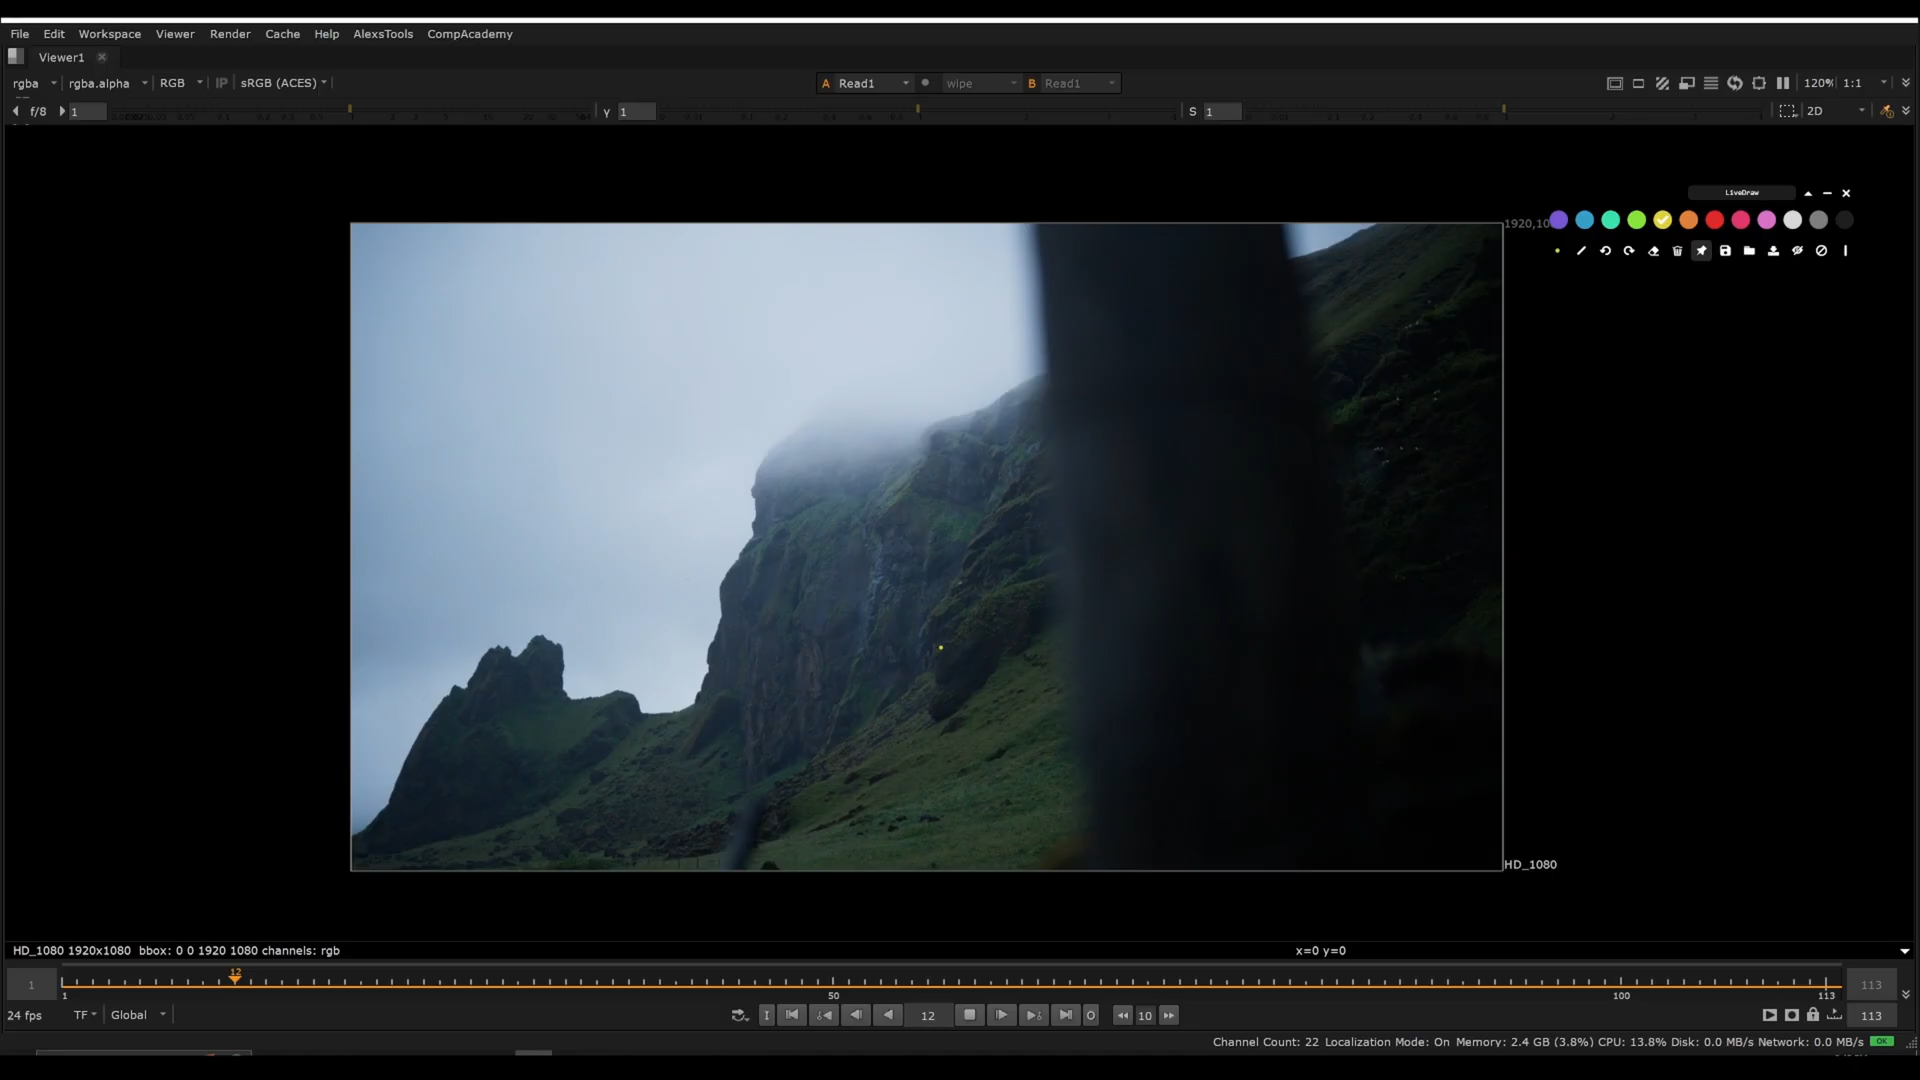 File Edit Workspace Viewer Render Cache Help AlexsTools CompAcademy
Viewer1
rgba rgba.alpha RGB IP sRGB (ACES) A Read1 wipe B Read1 120% 1:1
f/8 1 Y 1 S 1 2D
LiveDraw
1920,10
HD_1080
HD_1080 1920x1080 bbox: 0 0 1920 1080 channels: rgb x=0 y=0
12
1 113
1 50 100 113
24 fps TF Global I 12 O 10 113
Channel Count: 22 Localization Mode: On Memory: 2.4 GB (3.8%) CPU: 13.8% Disk: 0.0 MB/s Network: 0.0 MB/s OK